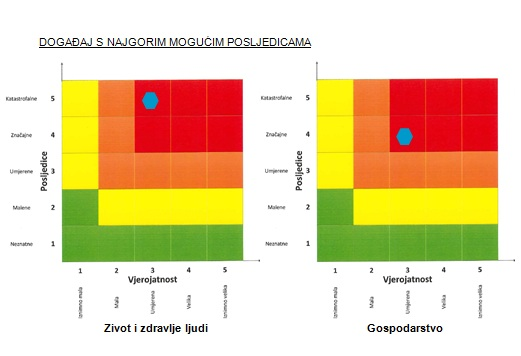 DOGAĐAJ S NAJGORIM MOGUĆIM POSLJEDICAMA
Posljedice
Katastrofalne 5
Značajne 4
Umjerene 3
Malene 2
Neznatne 1
1 2 3 4 5
Vjerojatnost
Iznimno mala
Mala
Umjerena
Velika
Iznimno velika
Zivot i zdravlje ljudi
Posljedice
Katastrofalne 5
Značajne 4
Umjerene 3
Malene 2
Neznatne 1
1 2 3 4 5
Vjerojatnost
Iznimno mala
Mala
Umjerena
Velika
Iznimno velika
Gospodarstvo